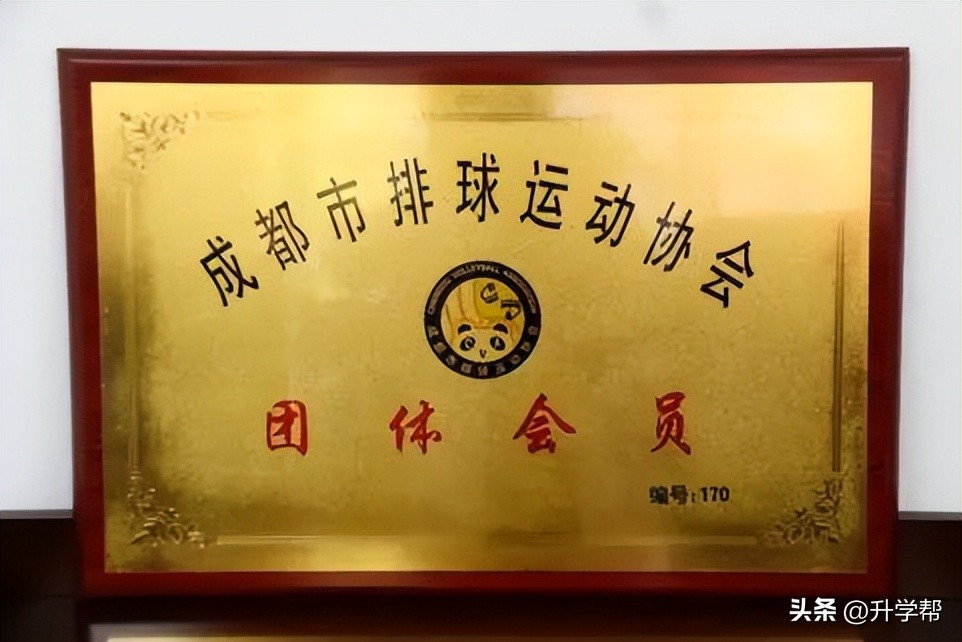 成都市排球运动协会
团体会员
编号:170
头条 @升学帮